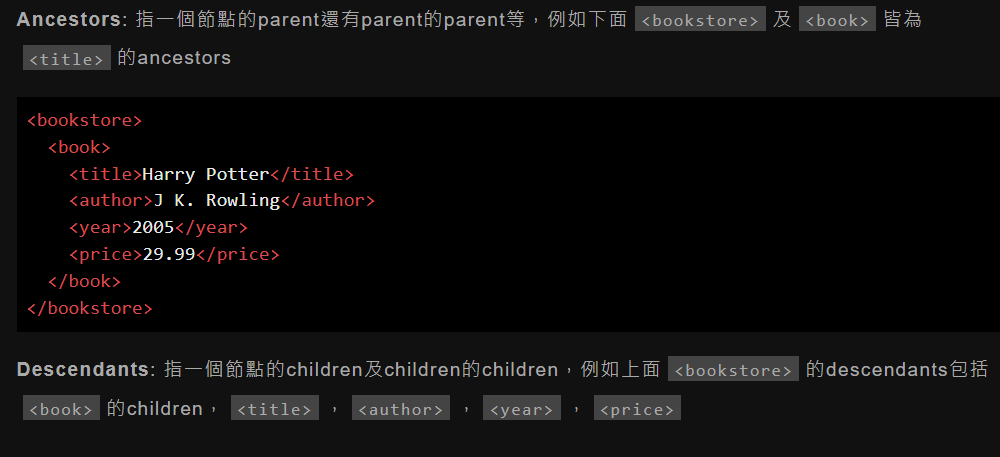 Ancestors: 指一個節點的parent還有parent的parent等，例如下面 <bookstore> 及 <book> 皆為
<title> 的ancestors
<bookstore>
  <book>
    <title>Harry Potter</title>
    <author>J K. Rowling</author>
    <year>2005</year>
    <price>29.99</price>
  </book>
</bookstore>
Descendants: 指一個節點的children及children的children，例如上面 <bookstore> 的descendants包括
<book> 的children， <title> ， <author> ， <year> ， <price>